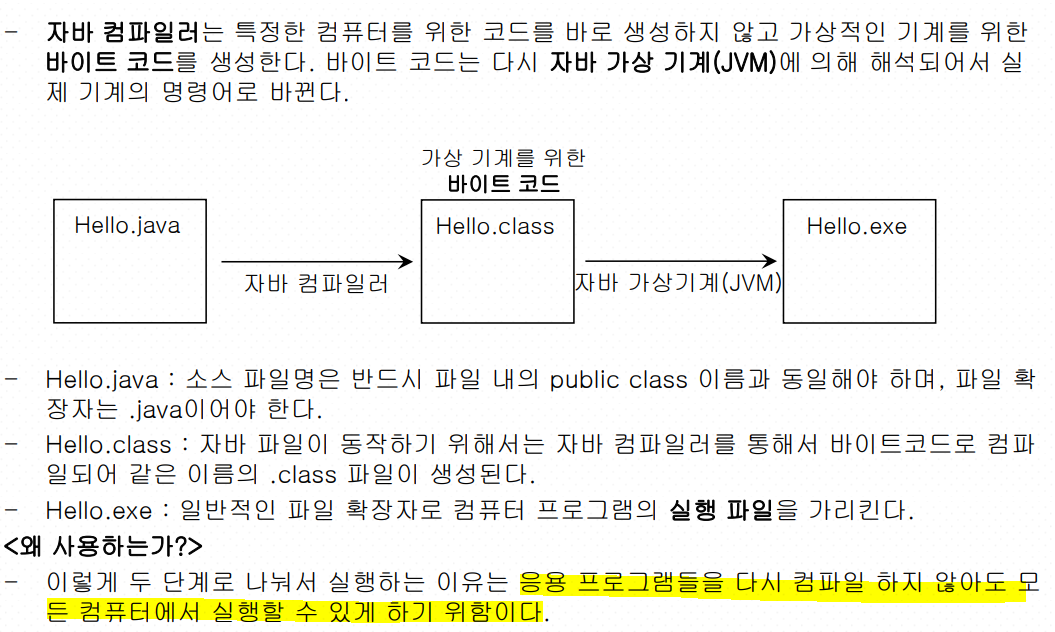 - 자바 컴파일러는 특정한 컴퓨터를 위한 코드를 바로 생성하지 않고 가상적인 기계를 위한
바이트 코드를 생성한다. 바이트 코드는 다시 자바 가상 기계(JVM)에 의해 해석되어서 실
제 기계의 명령어로 바뀐다.
가상 기계를 위한
바이트 코드
Hello.java
Hello.class
Hello.exe
자바 컴파일러
자바 가상기계(JVM)
- Hello.java : 소스 파일명은 반드시 파일 내의 public class 이름과 동일해야 하며, 파일 확
장자는 .java이어야 한다.
- Hello.class : 자바 파일이 동작하기 위해서는 자바 컴파일러를 통해서 바이트코드로 컴파
일되어 같은 이름의 .class 파일이 생성된다.
- Hello.exe : 일반적인 파일 확장자로 컴퓨터 프로그램의 실행 파일을 가리킨다.
<왜 사용하는가?>
- 이렇게 두 단계로 나눠서 실행하는 이유는 응용 프로그램들을 다시 컴파일 하지 않아도 모
든 컴퓨터에서 실행할 수 있게 하기 위함이다.